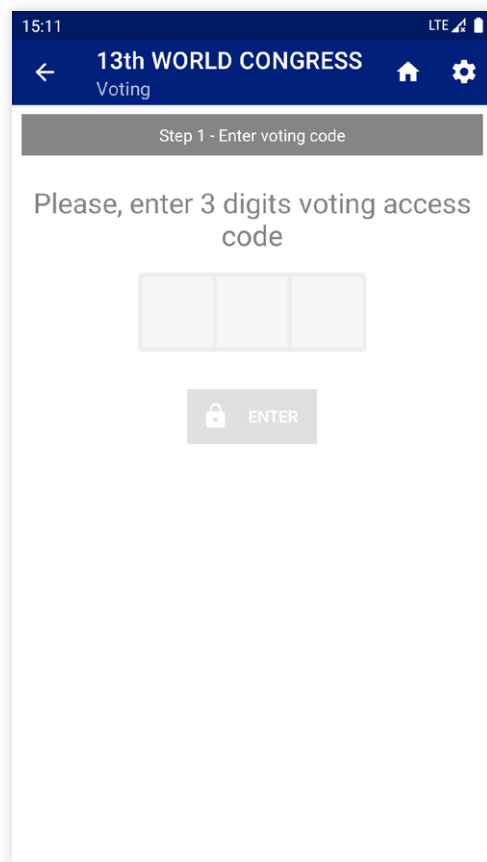 15:11
LTE
13th WORLD CONGRESS
Voting
Step 1 - Enter voting code
Please, enter 3 digits voting access
code
ENTER